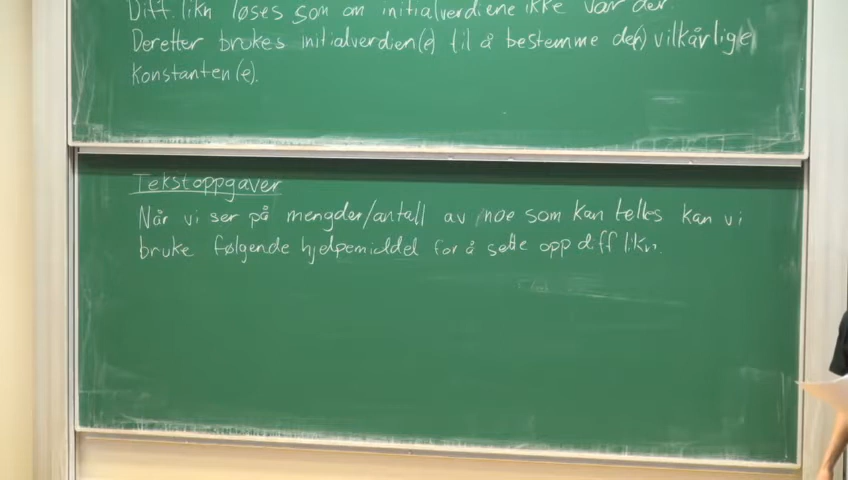 Diff. likn løses som om initialverdiene ikke var der.
Deretter brukes initialverdien(e) til å bestemme de(n) vilkårlig(e)
konstanten(e).
Tekstoppgaver
Når vi ser på mengder/antall av noe som kan telles kan vi
bruke følgende hjelpemiddel for å sette opp diff likn.